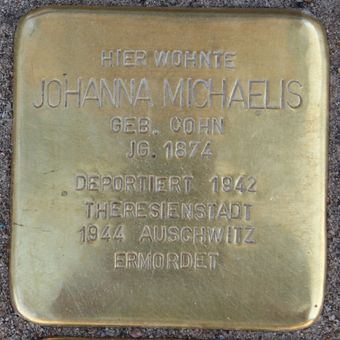 HIER WOHNTE
JOHANNA MICHAELIS
GEB. COHN
JG. 1874
DEPORTIERT 1942
THERESIENSTADT
1944 AUSCHWITZ
ERMORDET